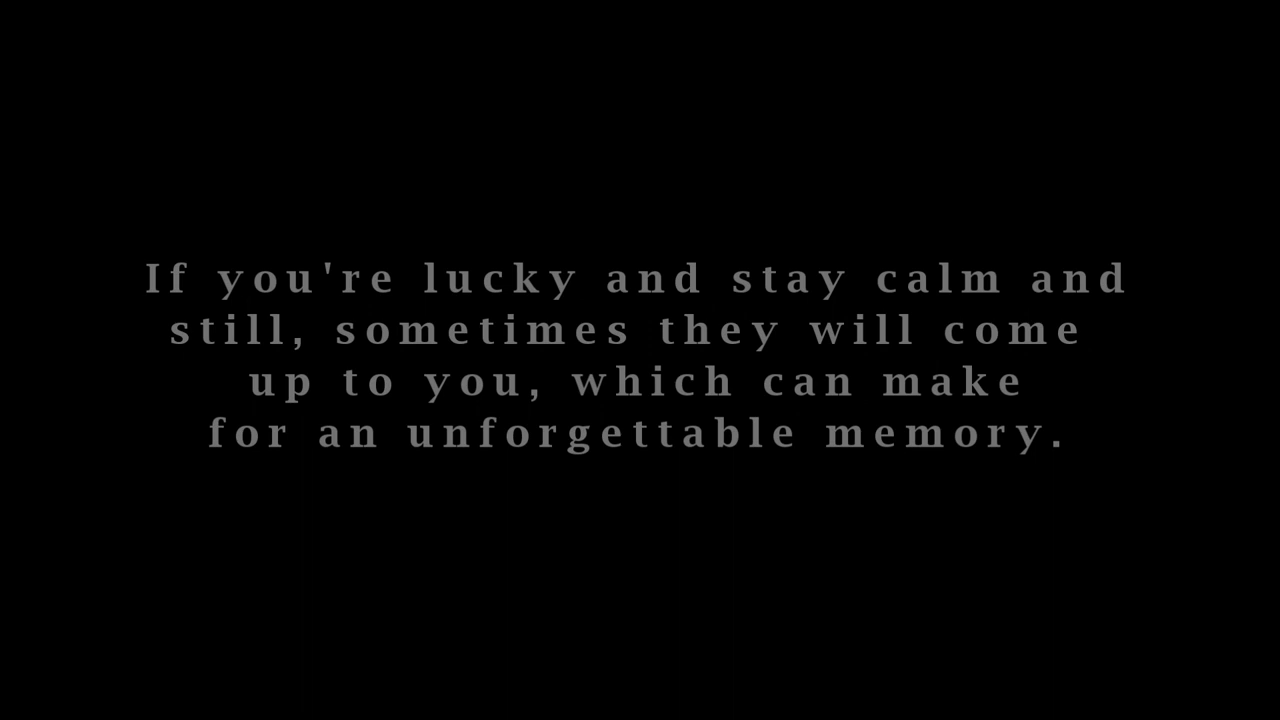 If you're lucky and stay calm and
still, sometimes they will come
up to you, which can make
for an unforgettable memory.